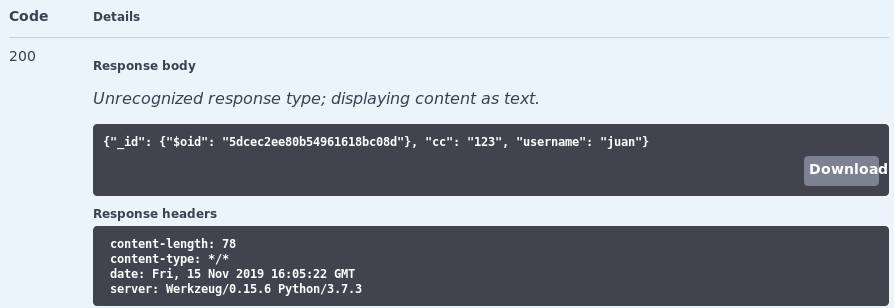 Code Details
200
Response body
Unrecognized response type; displaying content as text.
{"_id": {"$oid": "5dcec2ee80b54961618bc08d"}, "cc": "123", "username": "juan"}
Download
Response headers
content-length: 78
content-type: */*
date: Fri, 15 Nov 2019 16:05:22 GMT
server: Werkzeug/0.15.6 Python/3.7.3